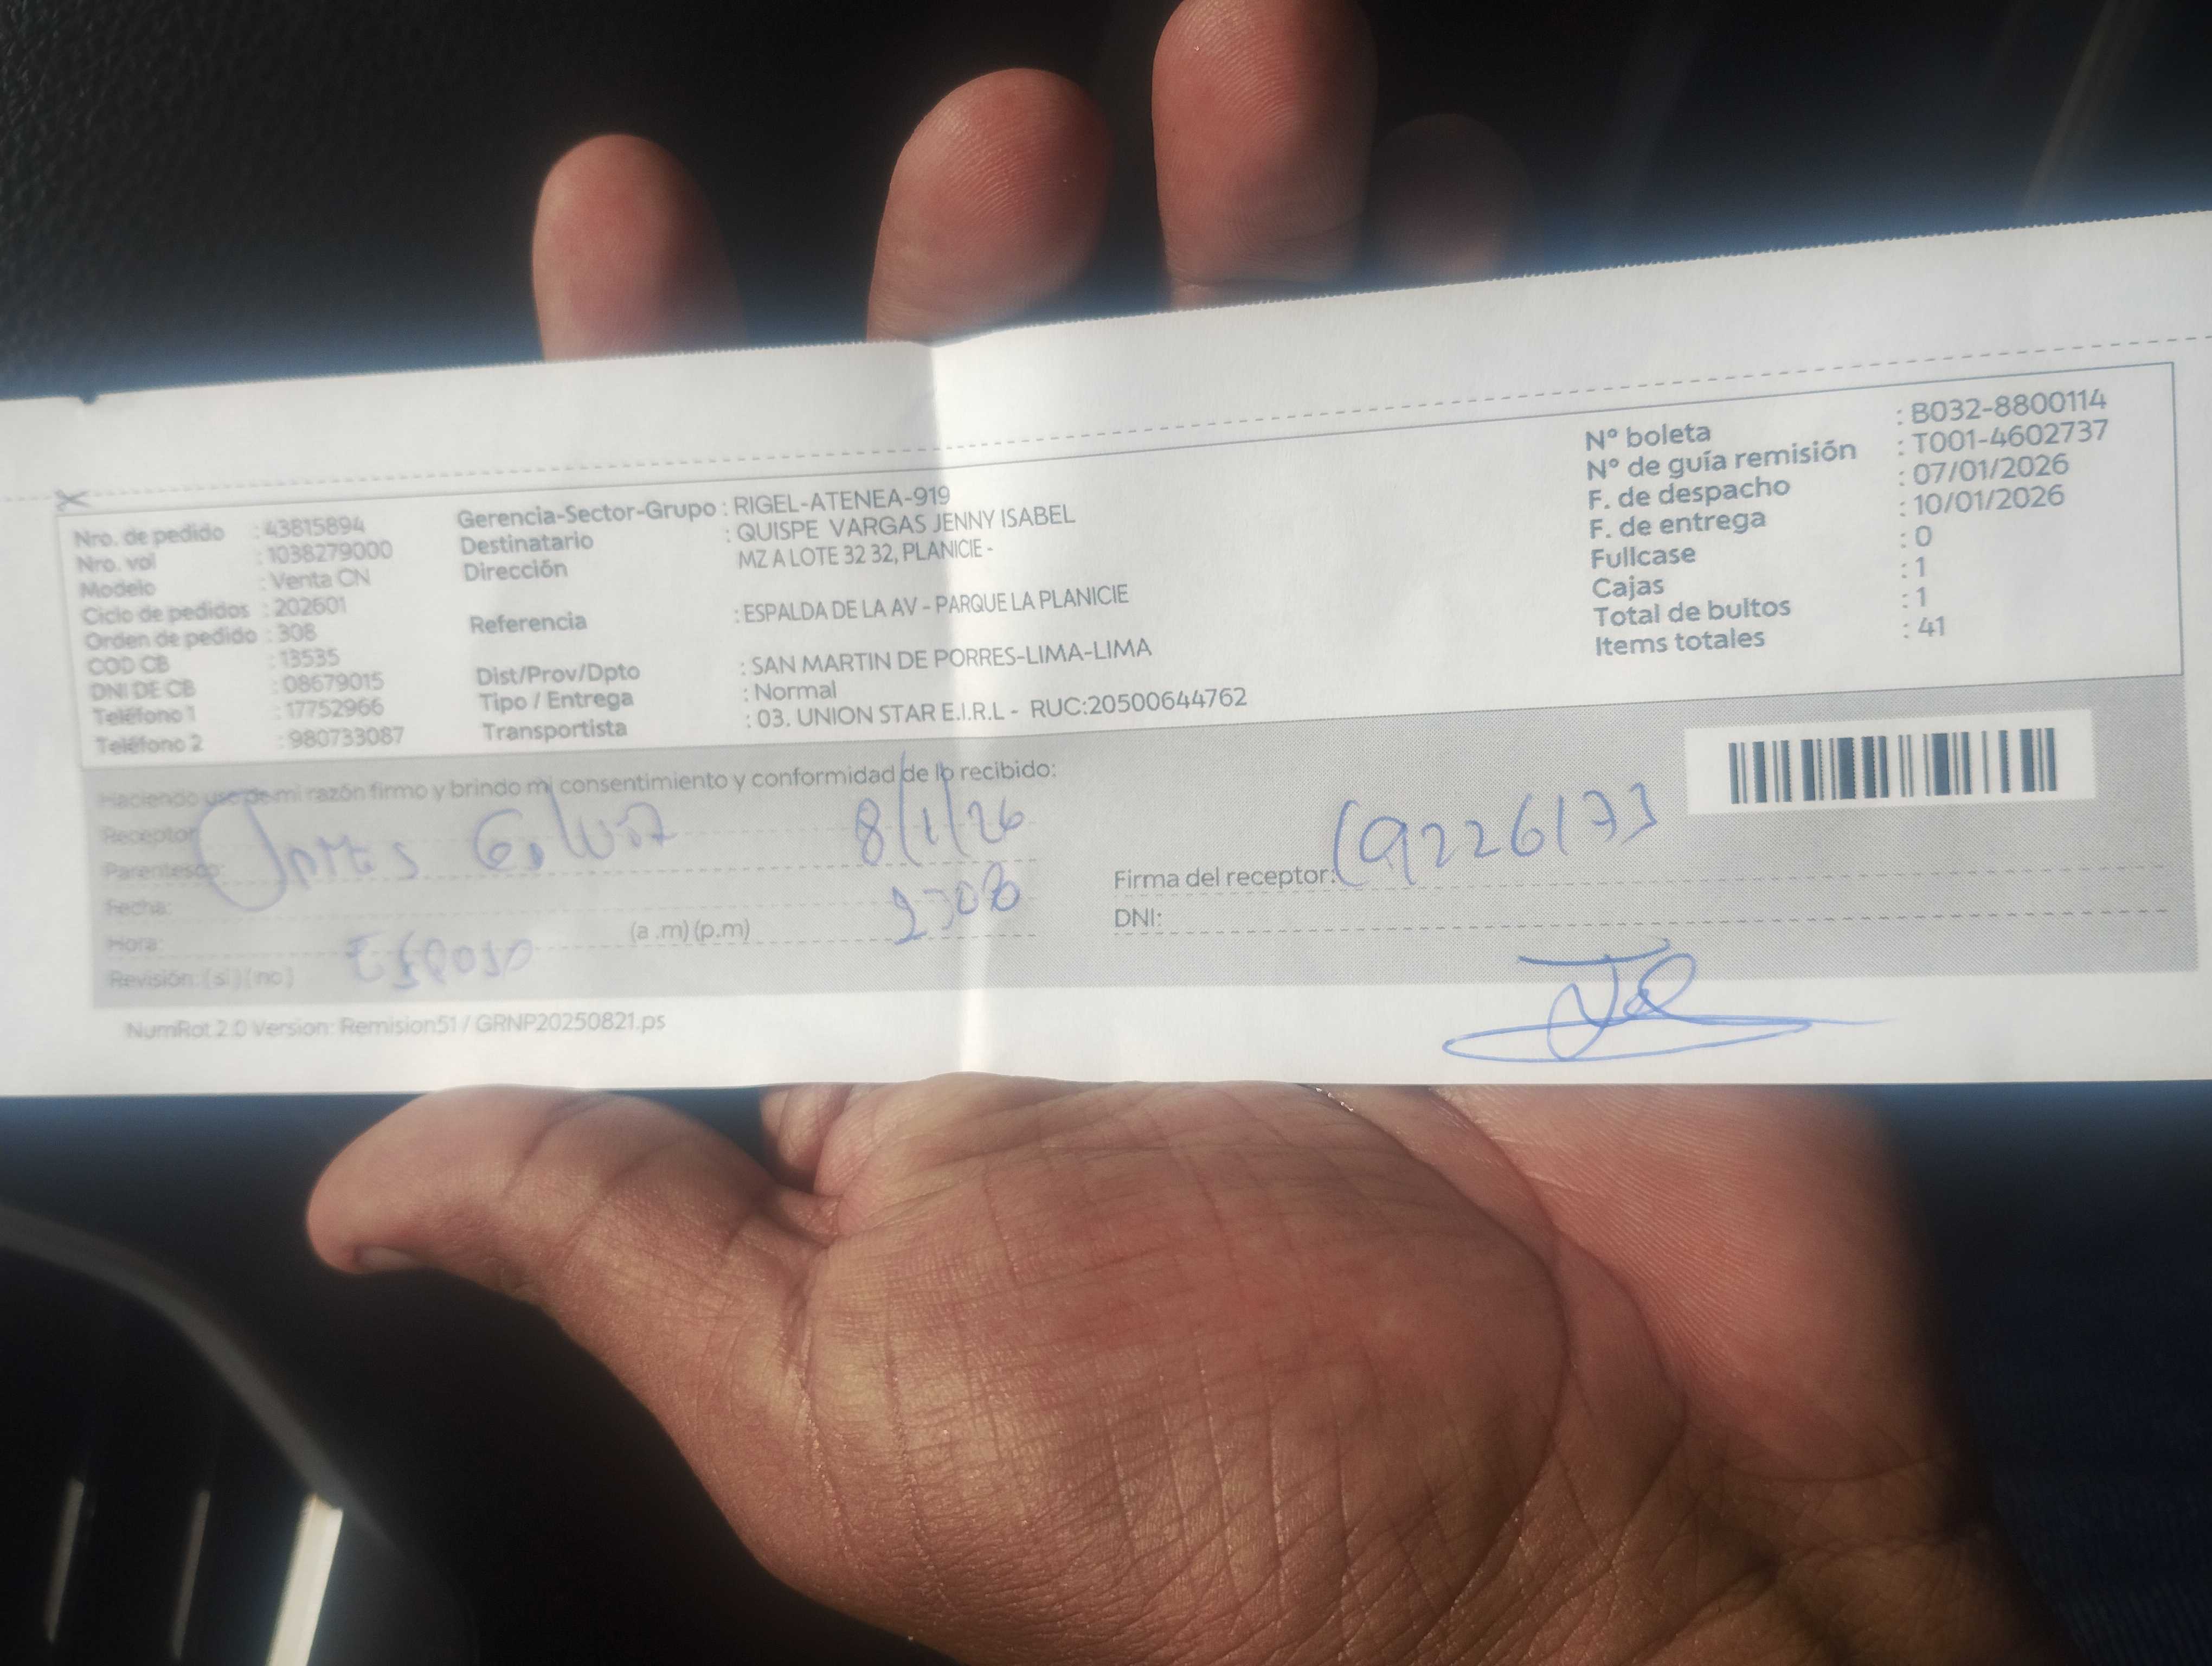 Nro. de pedido : 43815894
Nro. vol : 1038279000
Modelo : Venta CN
Ciclo de pedidos : 202601
Orden de pedido : 308
COD CB : 13535
DNI DE CB : 08679015
Teléfono 1 : 17752966
Teléfono 2 : 980733087
Gerencia-Sector-Grupo : RIGEL-ATENEA-919
Destinatario : QUISPE VARGAS JENNY ISABEL
Dirección MZ A LOTE 32 32, PLANICIE -
Referencia : ESPALDA DE LA AV - PARQUE LA PLANICIE
Dist/Prov/Dpto : SAN MARTIN DE PORRES-LIMA-LIMA
Tipo / Entrega : Normal
Transportista : 03. UNION STAR E.I.R.L - RUC:20500644762
N° boleta : B032-8800114
N° de guía remisión : T001-4602737
F. de despacho : 07/01/2026
F. de entrega : 10/01/2026
Fullcase : 0
Cajas : 1
Total de bultos : 1
Items totales : 41
Haciendo uso de mi razón firmo y brindo mi consentimiento y conformidad de lo recibido:
Receptor:
8/1/26
Parentesco:
Firma del receptor:
Fecha:
DNI:
Hora: (a .m) (p.m)
Esposo
Revisión: (si) (no)
NumRot 2.0 Version: Remision51 / GRNP20250821.ps